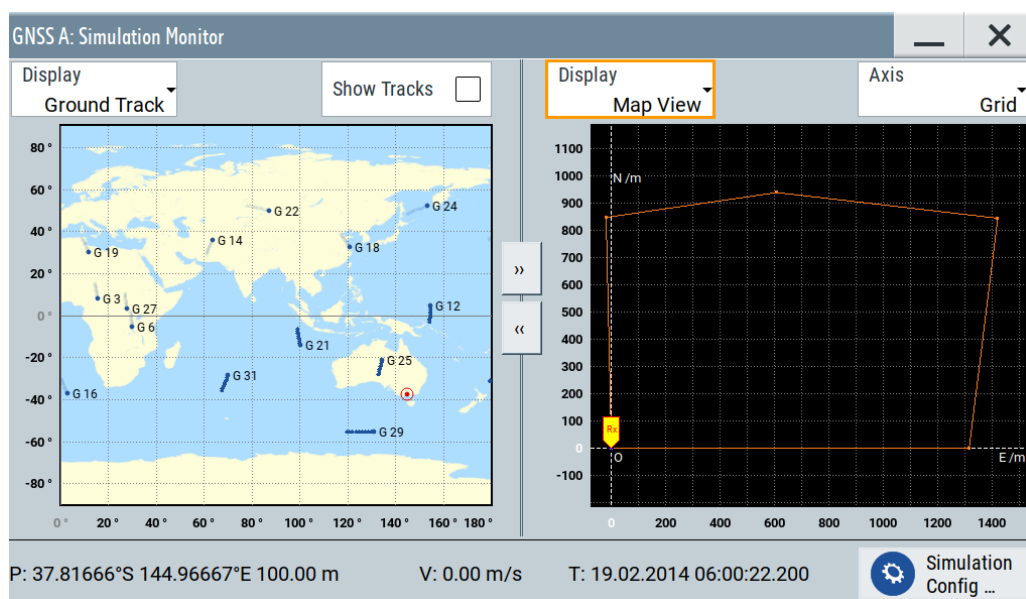 GNSS A: Simulation Monitor
Display
Ground Track
Show Tracks
80 °
60 °
40 °
20 °
0 °
-20 °
-40 °
-60 °
-80 °
G 22
G 24
G 14
G 18
G 19
G 3
G 27
G 6
G 12
G 21
G 25
G 31
G 16
G 29
0 °
20 °
40 °
60 °
80 °
100 °
120 °
140 °
160 °
180 °
»
«
Display
Map View
Axis
Grid
1100
1000
900
800
700
600
500
400
300
200
100
0
-100
N /m
Rx
O
E /m
0
200
400
600
800
1000
1200
1400
P: 37.81666°S 144.96667°E 100.00 m
V: 0.00 m/s
T: 19.02.2014 06:00:22.200
Simulation
Config ...